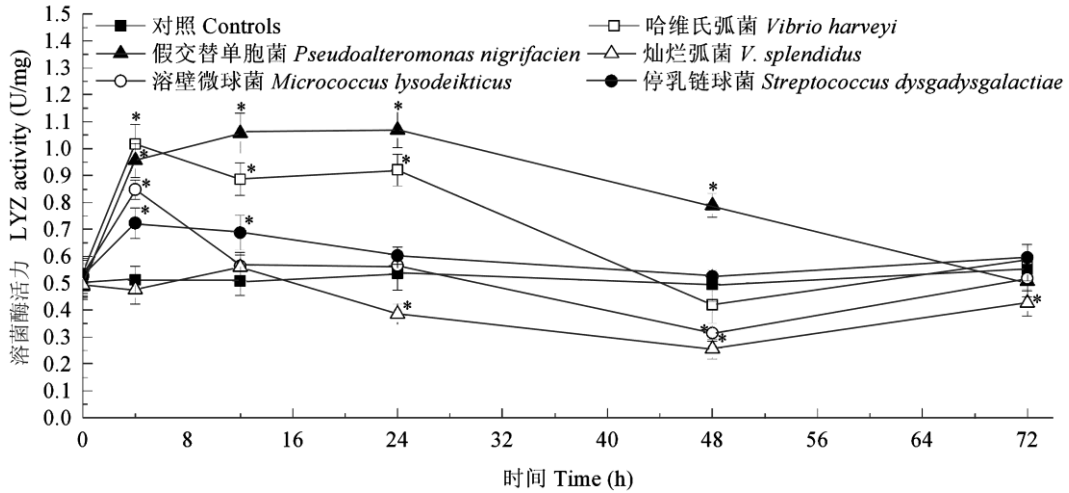 1.5
1.4
1.3
1.2
1.1
1.0
0.9
0.8
0.7
0.6
0.5
0.4
0.3
0.2
0.1
0.0
溶菌酶活力 LYZ activity (U/mg)
对照 Controls
哈维氏弧菌 Vibrio harveyi
假交替单胞菌 Pseudoalteromonas nigrifacien
灿烂弧菌 V. splendidus
溶壁微球菌 Micrococcus lysodeikticus
停乳链球菌 Streptococcus dysgadysgalactiae
* * * * * * * * * * * * * *
0 8 16 24 32 40 48 56 64 72
时间 Time (h)